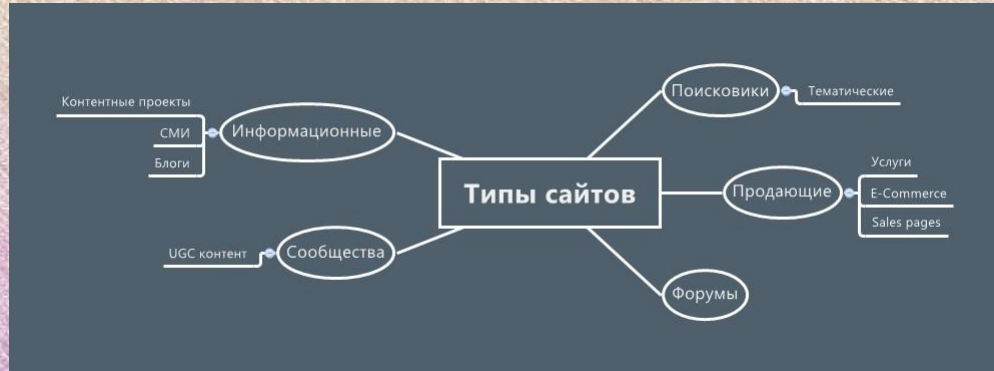 Типы сайтов
Поисковики
Тематические
Продающие
Услуги
E-Commerce
Sales pages
Форумы
Информационные
Контентные проекты
СМИ
Блоги
Сообщества
UGC контент